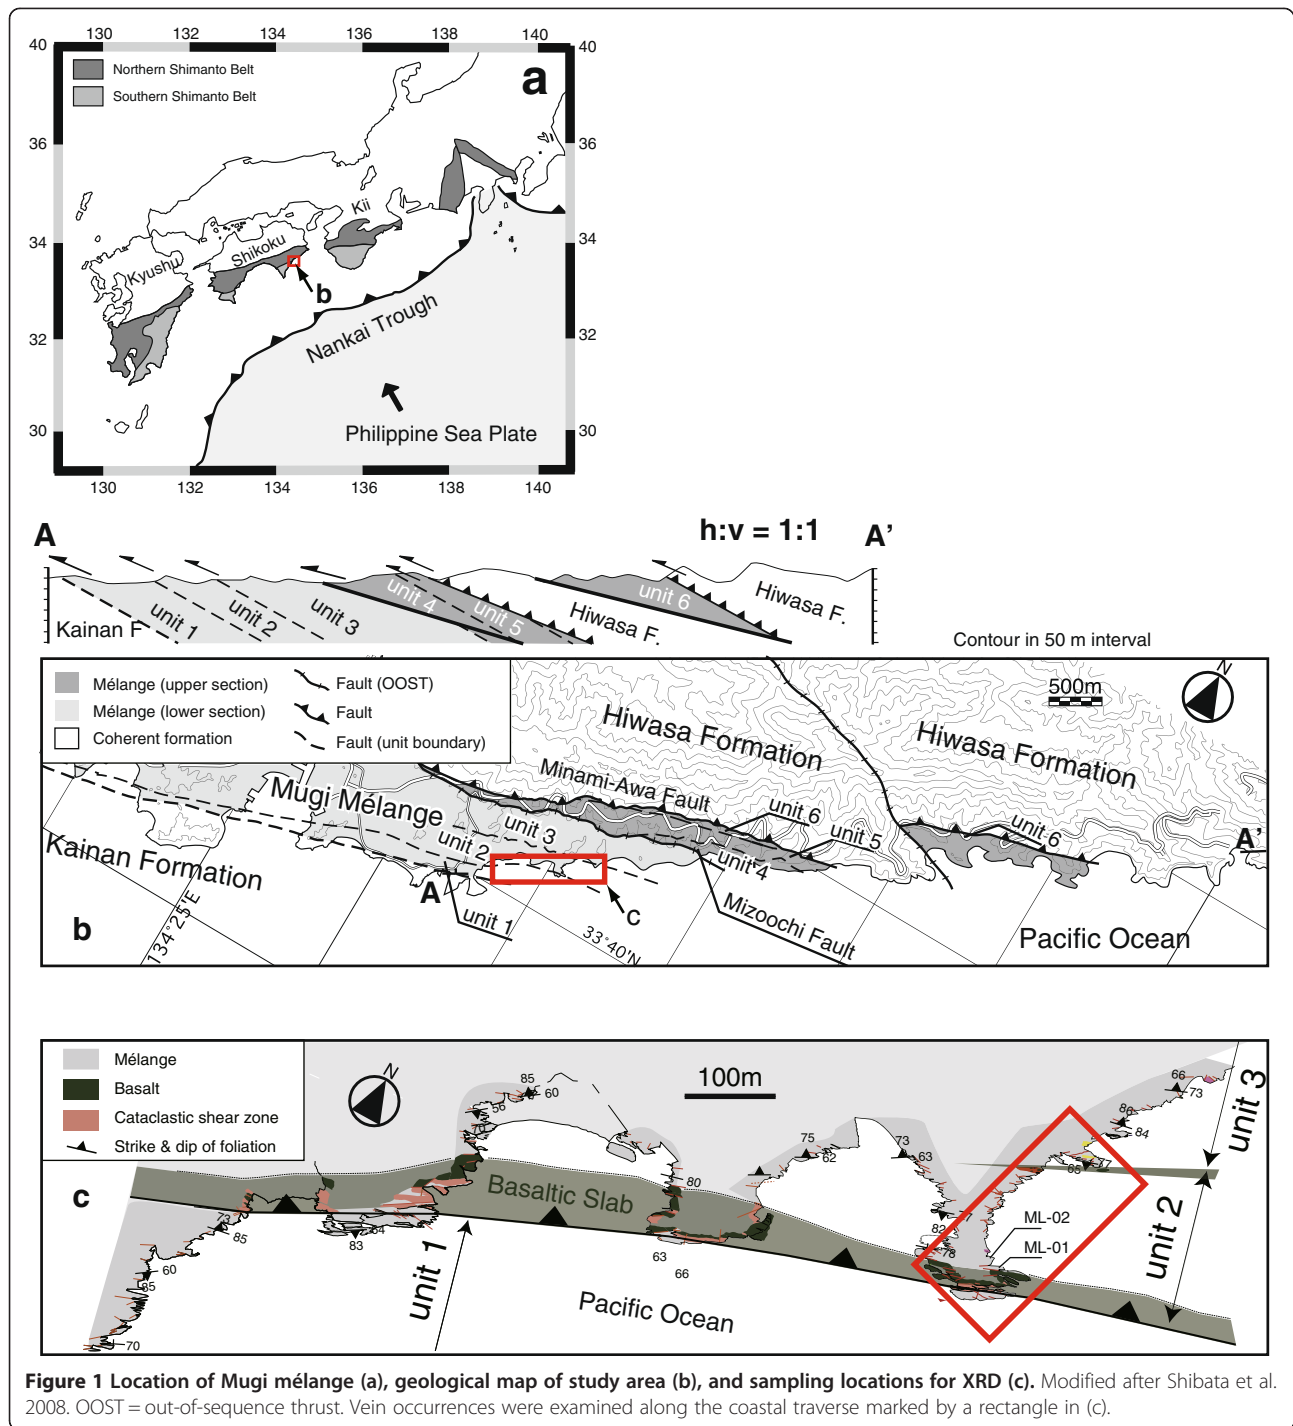 130 132 134 136 138 140
40 40
Northern Shimanto Belt
Southern Shimanto Belt
a
36 36
Kii
34 34
Shikoku
Kyushu
b
32 32
Nankai Trough
30 30
Philippine Sea Plate
130 132 134 136 138 140
A h:v = 1:1 A’
unit 1
unit 2
unit 3
unit 4
unit 5
unit 6
Kainan F
Hiwasa F.
Hiwasa F.
Contour in 50 m interval
Mélange (upper section)
Mélange (lower section)
Coherent formation
Fault (OOST)
Fault
Fault (unit boundary)
500m
N
Hiwasa Formation
Hiwasa Formation
Minami-Awa Fault
Mugi Mélange
unit 6
unit 5
unit 3
unit 2
unit 4
unit 6
A’
Kainan Formation
A
unit 1
c
Mizoochi Fault
Pacific Ocean
b
134°25'E
33°40'N
Mélange
Basalt
Cataclastic shear zone
Strike & dip of foliation
N
100m
85
60
56
70
75
62
73
63
66
73
86
84
65
77
80
unit 3
c
Basaltic Slab
73
85
60
85
70
64
83
unit 1
63
66
82
78
77
ML-02
ML-01
unit 2
Pacific Ocean
Figure 1 Location of Mugi mélange (a), geological map of study area (b), and sampling locations for XRD (c). Modified after Shibata et al.
2008. OOST = out-of-sequence thrust. Vein occurrences were examined along the coastal traverse marked by a rectangle in (c).